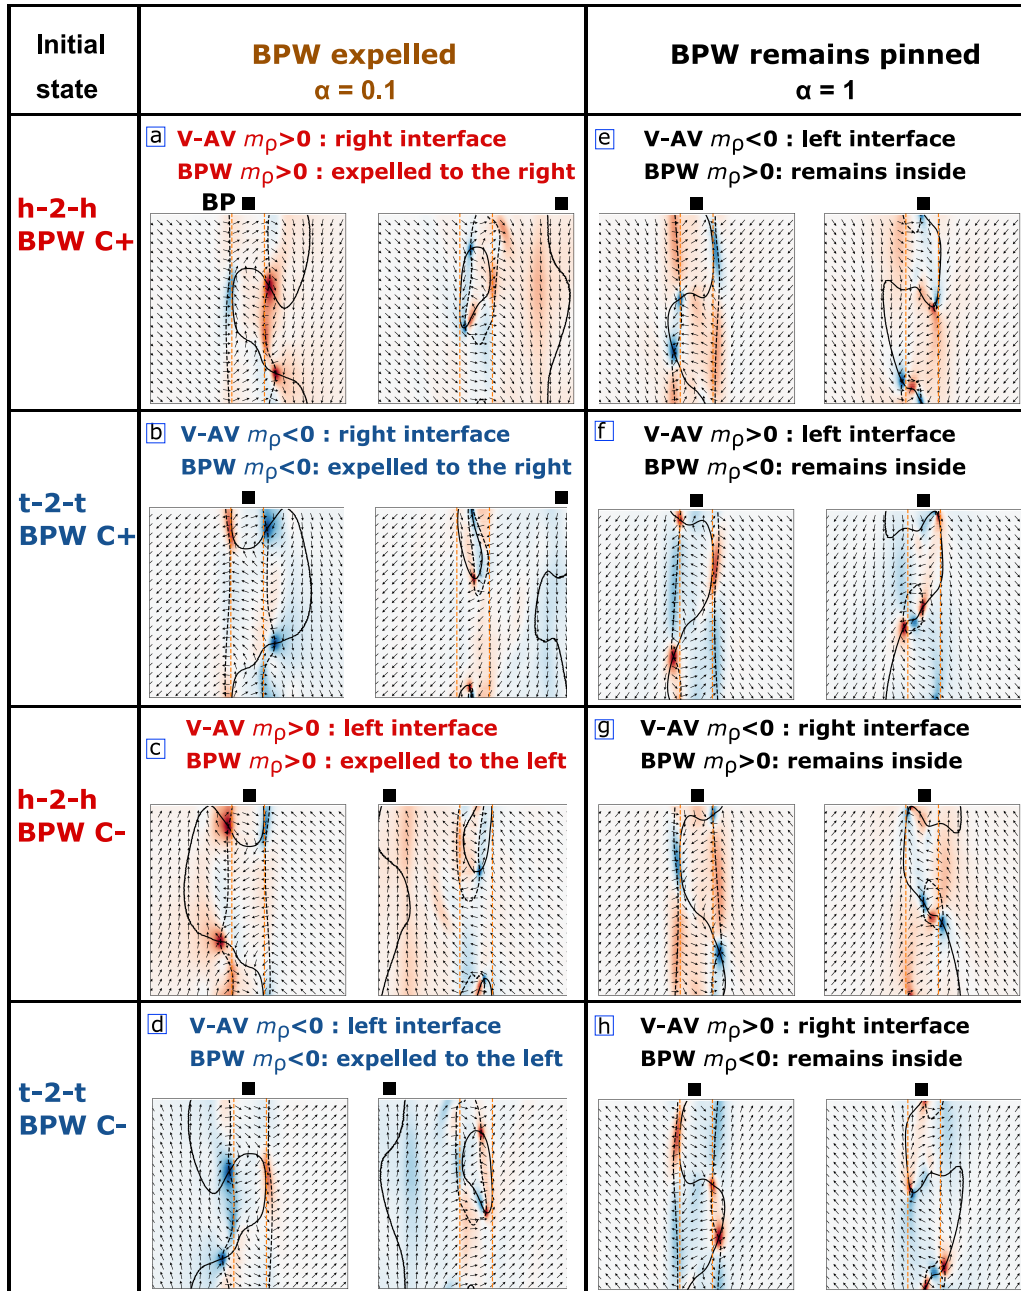 Initial
state
BPW expelled
α = 0.1
BPW remains pinned
α = 1
h-2-h
BPW C+
a
V-AV mρ>0 : right interface
BPW mρ>0 : expelled to the right
BP
e
V-AV mρ<0 : left interface
BPW mρ>0: remains inside
t-2-t
BPW C+
b
V-AV mρ<0 : right interface
BPW mρ<0: expelled to the right
f
V-AV mρ>0 : left interface
BPW mρ<0: remains inside
h-2-h
BPW C-
c
V-AV mρ>0 : left interface
BPW mρ>0 : expelled to the left
g
V-AV mρ<0 : right interface
BPW mρ>0: remains inside
t-2-t
BPW C-
d
V-AV mρ<0 : left interface
BPW mρ<0: expelled to the left
h
V-AV mρ>0 : right interface
BPW mρ<0: remains inside